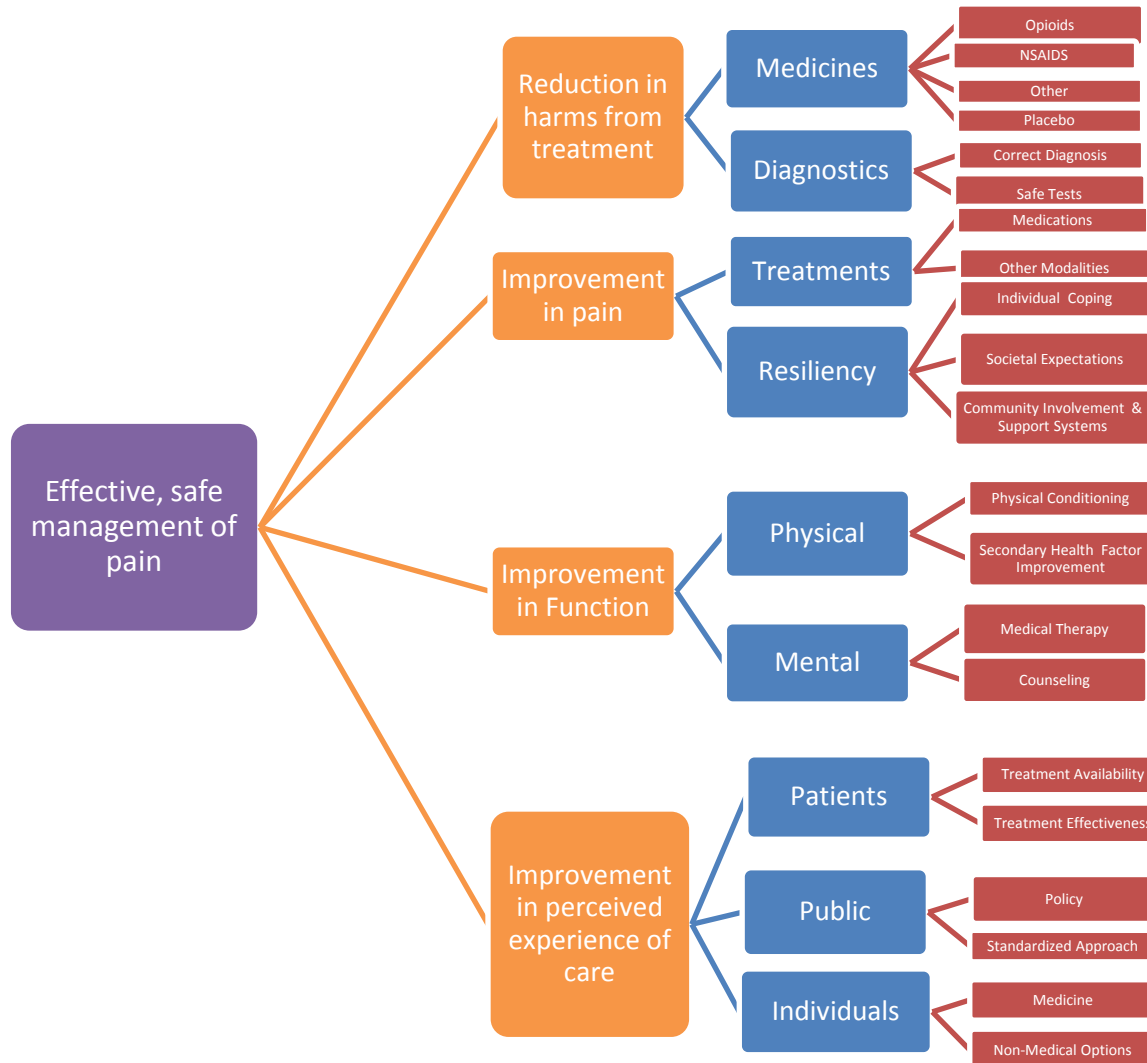 Effective, safe
management of
pain
Reduction in
harms from
treatment
Medicines
Opioids
NSAIDS
Other
Placebo
Diagnostics
Correct Diagnosis
Safe Tests
Improvement
in pain
Treatments
Medications
Other Modalities
Resiliency
Individual Coping
Societal Expectations
Community Involvement &
Support Systems
Improvement
in Function
Physical
Physical Conditioning
Secondary Health Factor
Improvement
Mental
Medical Therapy
Counseling
Improvement
in perceived
experience of
care
Patients
Treatment Availability
Treatment Effectiveness
Public
Policy
Standardized Approach
Individuals
Medicine
Non-Medical Options